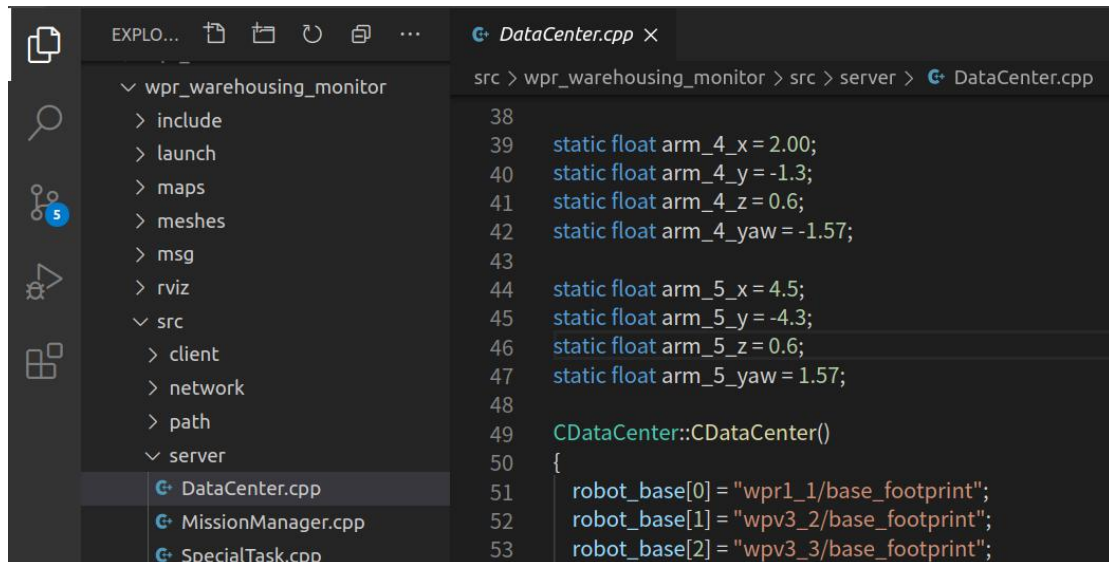 EXPLO...
wpr_warehousing_monitor
include
launch
maps
meshes
msg
rviz
src
client
network
path
server
DataCenter.cpp
MissionManager.cpp
SpecialTask.cpp
5
DataCenter.cpp
src > wpr_warehousing_monitor > src > server > DataCenter.cpp
38
39 static float arm_4_x = 2.00;
40 static float arm_4_y = -1.3;
41 static float arm_4_z = 0.6;
42 static float arm_4_yaw = -1.57;
43
44 static float arm_5_x = 4.5;
45 static float arm_5_y = -4.3;
46 static float arm_5_z = 0.6;
47 static float arm_5_yaw = 1.57;
48
49 CDataCenter::CDataCenter()
50 {
51 robot_base[0] = "wpr1_1/base_footprint";
52 robot_base[1] = "wpv3_2/base_footprint";
53 robot_base[2] = "wpv3_3/base_footprint";